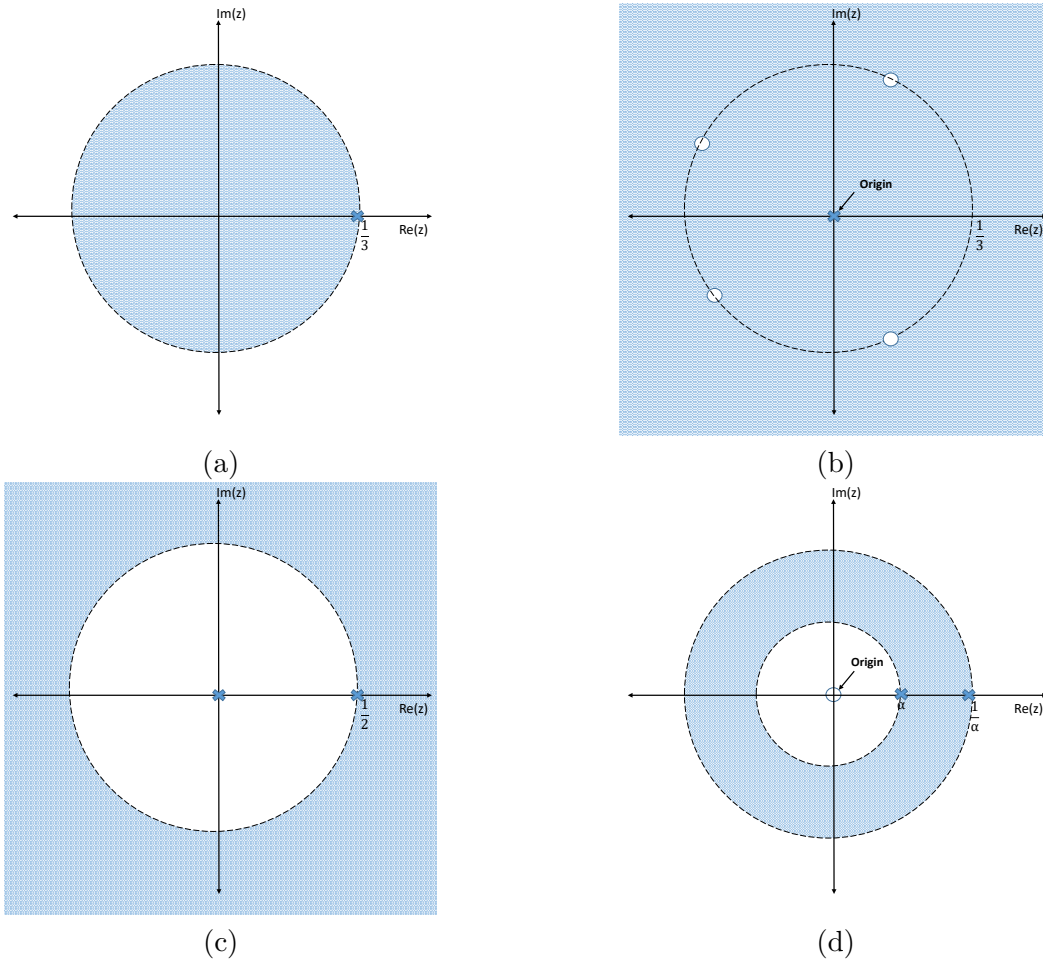 Im(z)
Re(z)
1
3
(a)
Im(z)
Origin
Re(z)
1
3
(b)
Im(z)
Re(z)
1
2
(c)
Im(z)
Origin
Re(z)
α
1
α
(d)